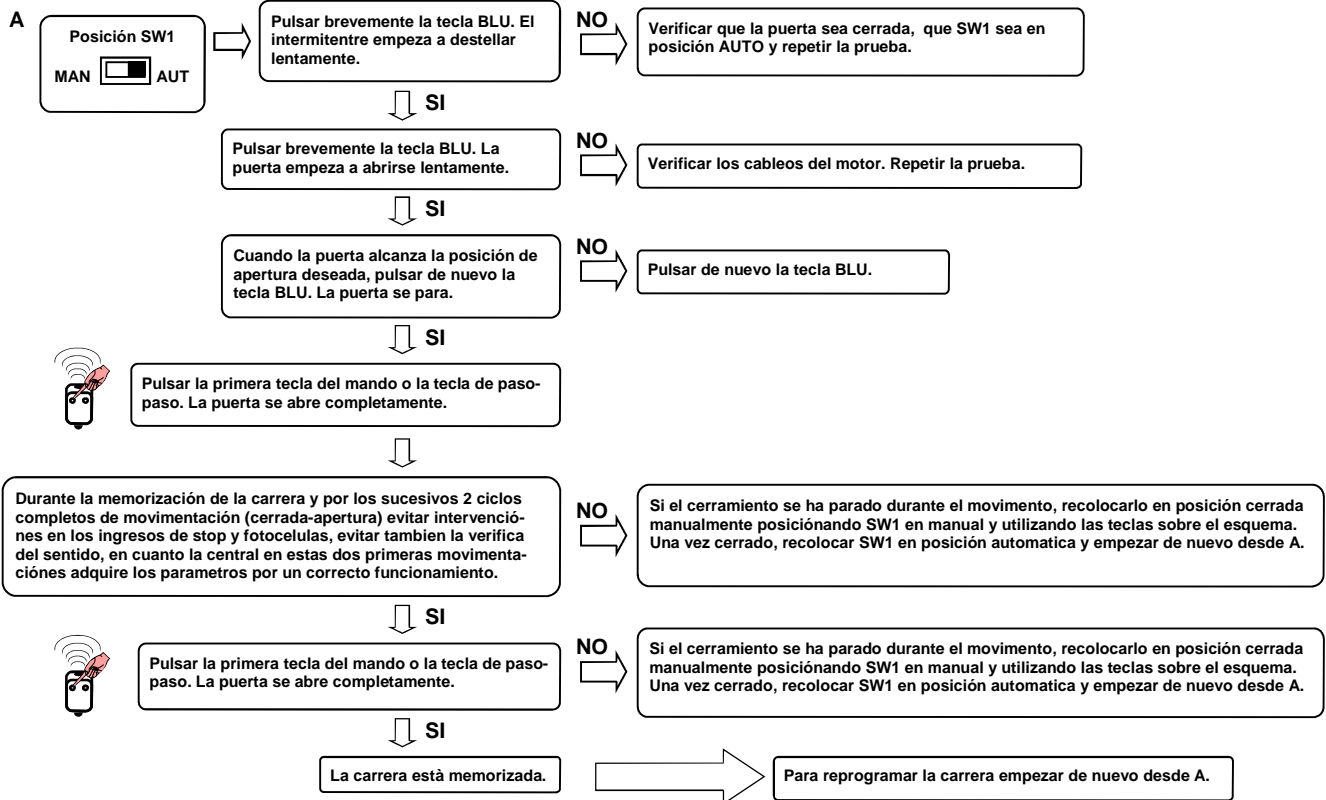 A
Posición SW1
MAN AUT
Pulsar brevemente la tecla BLU. El
intermitentre empeza a destellar
lentamente.
NO
Verificar que la puerta sea cerrada, que SW1 sea en
posición AUTO y repetir la prueba.
SI
Pulsar brevemente la tecla BLU. La
puerta empeza a abrirse lentamente.
NO
Verificar los cableos del motor. Repetir la prueba.
SI
Cuando la puerta alcanza la posición de
apertura deseada, pulsar de nuevo la
tecla BLU. La puerta se para.
NO
Pulsar de nuevo la tecla BLU.
SI
Pulsar la primera tecla del mando o la tecla de paso-
paso. La puerta se abre completamente.
Durante la memorización de la carrera y por los sucesivos 2 ciclos
completos de movimentación (cerrada-apertura) evitar intervenció-
nes en los ingresos de stop y fotocelulas, evitar tambien la verifica
del sentido, en cuanto la central en estas dos primeras movimenta-
ciónes adquire los parametros por un correcto funcionamiento.
NO
Si el cerramiento se ha parado durante el movimento, recolocarlo en posición cerrada
manualmente posiciónando SW1 en manual y utilizando las teclas sobre el esquema.
Una vez cerrado, recolocar SW1 en posición automatica y empezar de nuevo desde A.
SI
Pulsar la primera tecla del mando o la tecla de paso-
paso. La puerta se abre completamente.
NO
Si el cerramiento se ha parado durante el movimento, recolocarlo en posición cerrada
manualmente posiciónando SW1 en manual y utilizando las teclas sobre el esquema.
Una vez cerrado, recolocar SW1 en posición automatica y empezar de nuevo desde A.
SI
La carrera està memorizada.
Para reprogramar la carrera empezar de nuevo desde A.